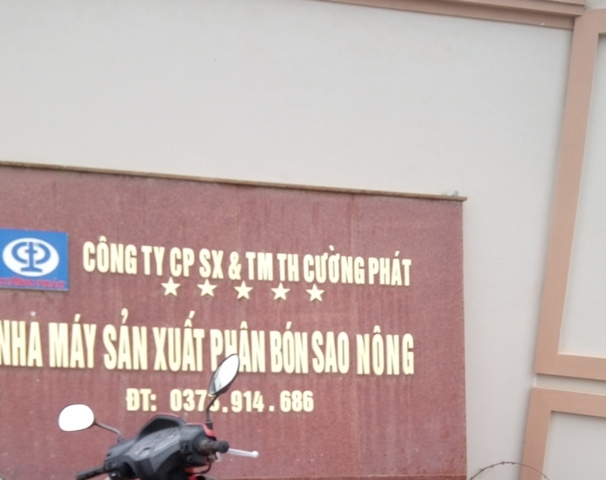 CÔNG TY CP SX & TM TH CƯỜNG PHÁT
NHÀ MÁY SẢN XUẤT PHÂN BÓN SAO NÔNG
ĐT: 0373.914.686